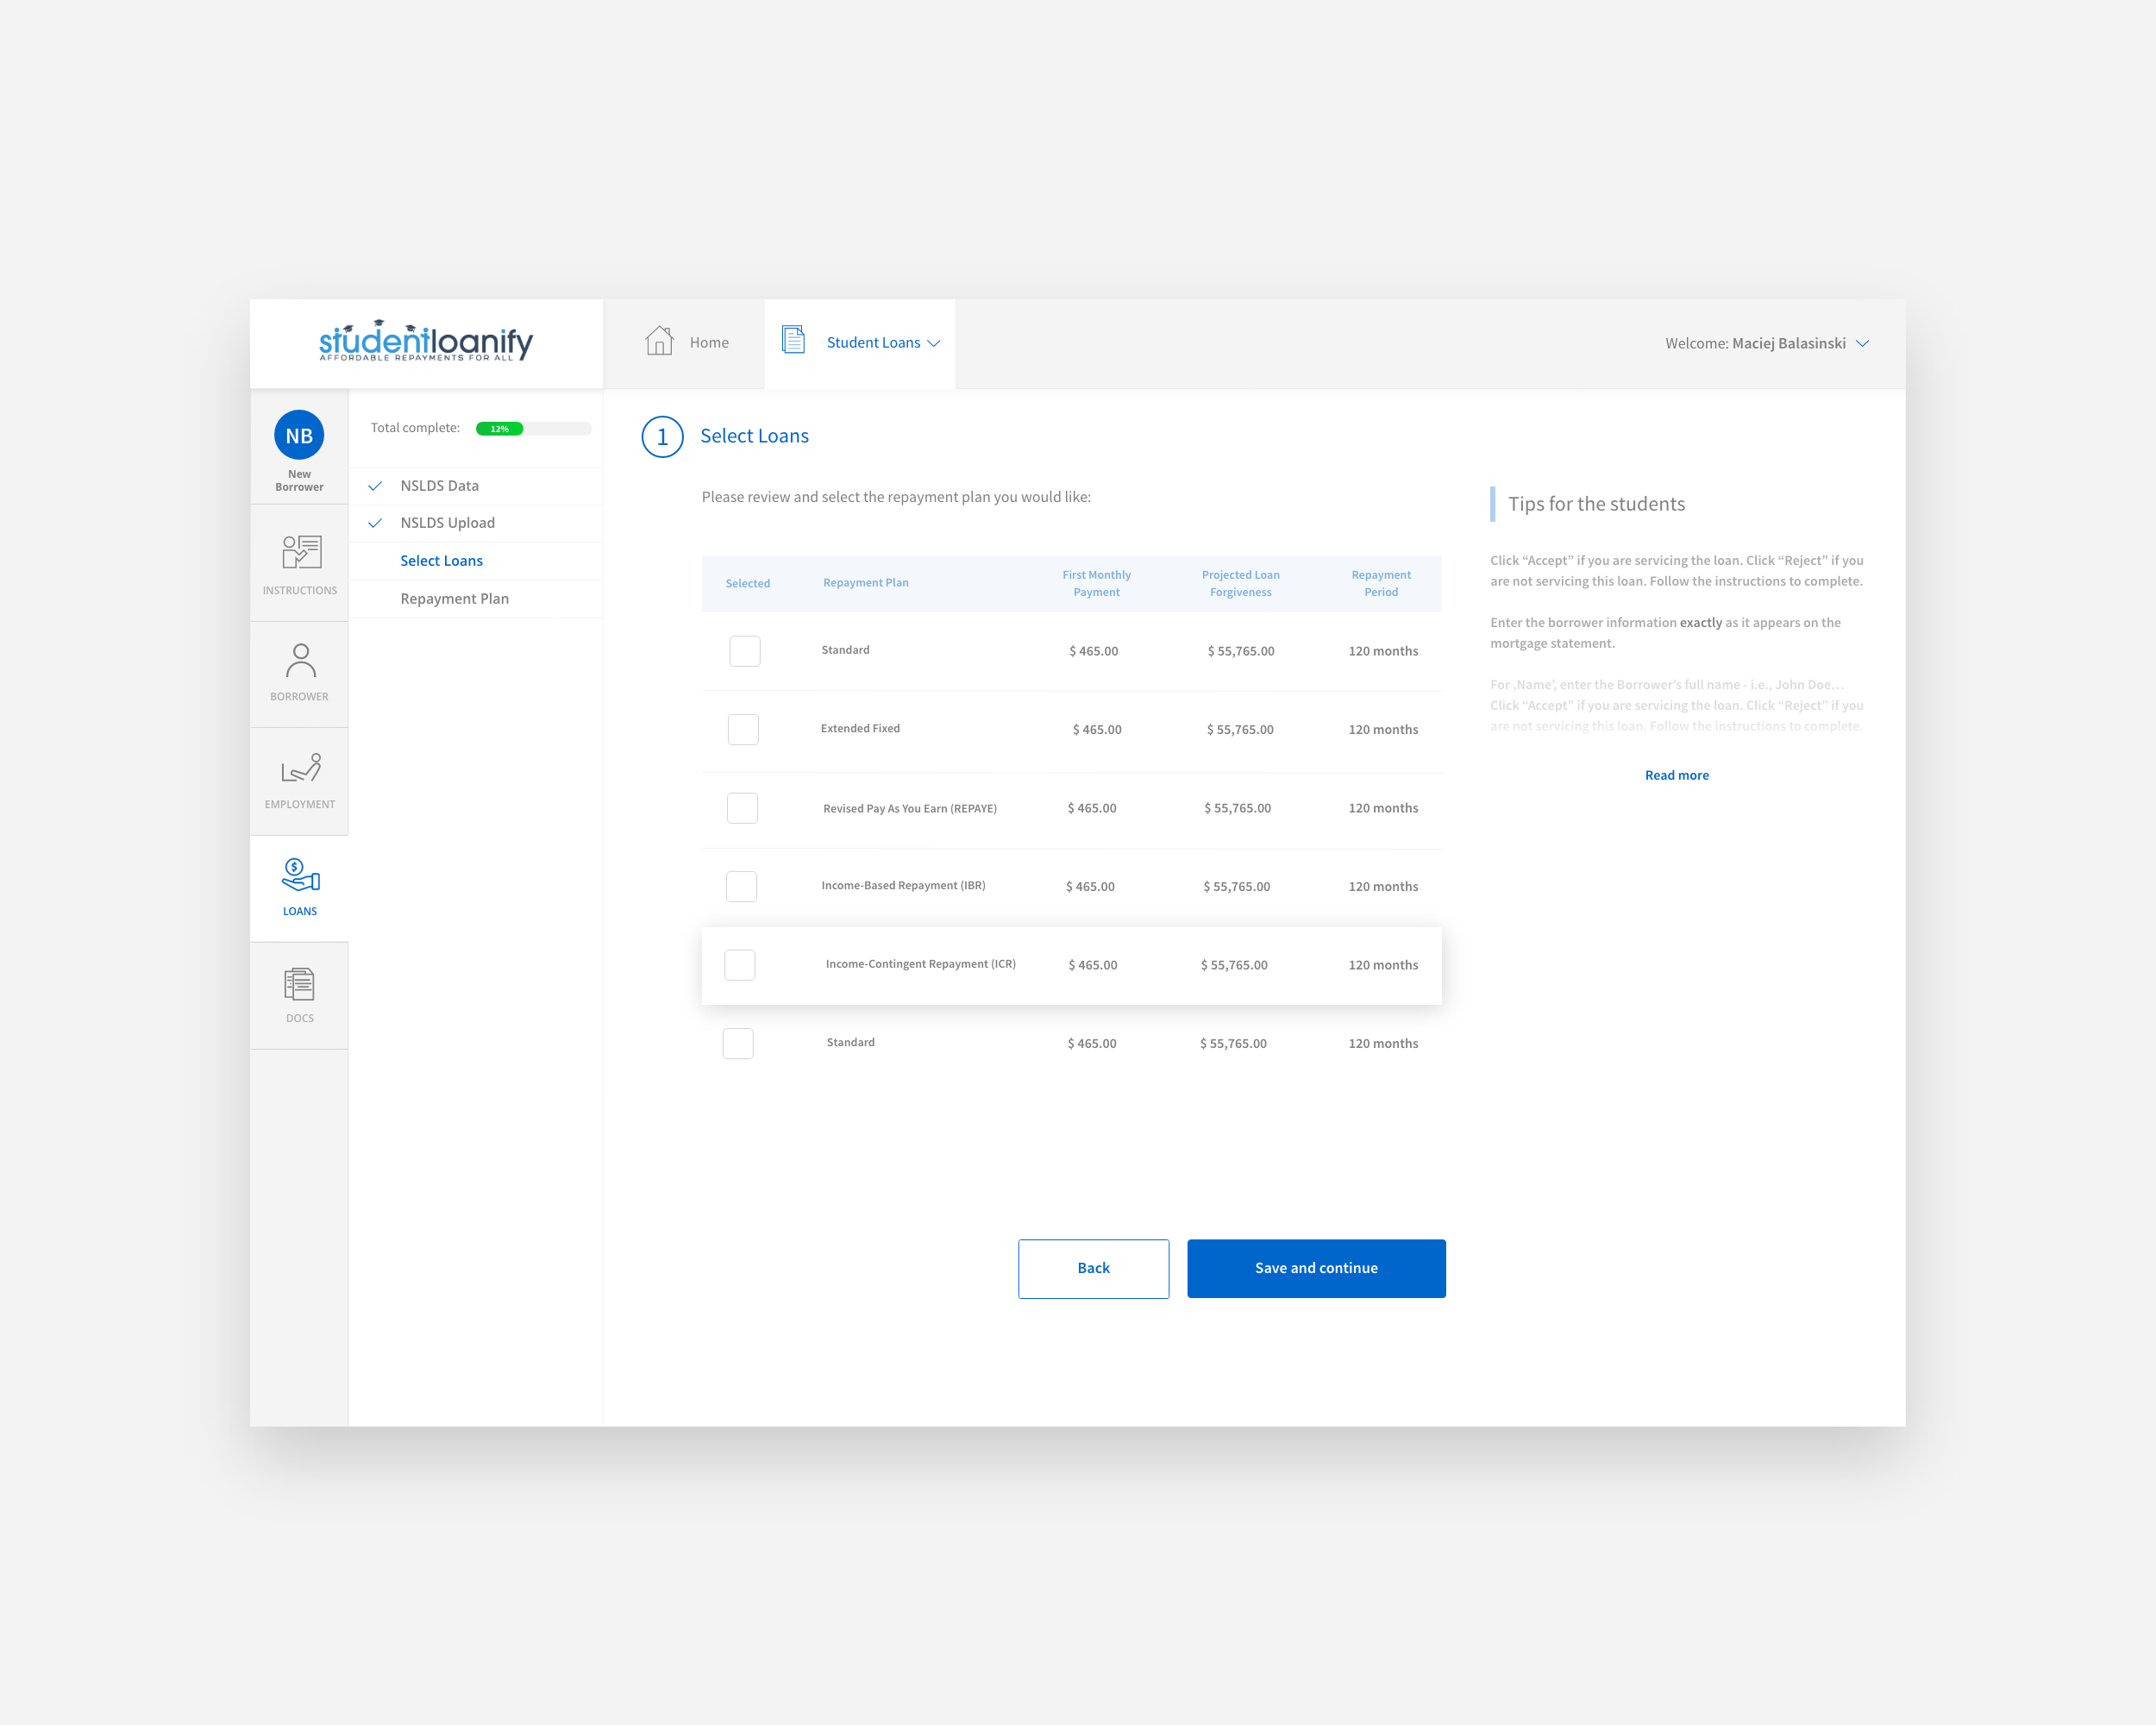 studentloanify
AFFORDABLE REPAYMENTS FOR ALL
Home
Student Loans
Welcome: Maciej Balasinski
NB
New
Borrower
INSTRUCTIONS
BORROWER
EMPLOYMENT
$
LOANS
DOCS
Total complete:
12%
NSLDS Data
NSLDS Upload
Select Loans
Repayment Plan
1 Select Loans
Please review and select the repayment plan you would like:
Selected
Repayment Plan
First Monthly
Payment
Projected Loan
Forgiveness
Repayment
Period
Standard $ 465.00 $ 55,765.00 120 months
Extended Fixed $ 465.00 $ 55,765.00 120 months
Revised Pay As You Earn (REPAYE) $ 465.00 $ 55,765.00 120 months
Income-Based Repayment (IBR) $ 465.00 $ 55,765.00 120 months
Income-Contingent Repayment (ICR) $ 465.00 $ 55,765.00 120 months
Standard $ 465.00 $ 55,765.00 120 months
Back
Save and continue
Tips for the students
Click “Accept” if you are servicing the loan. Click “Reject” if you
are not servicing this loan. Follow the instructions to complete.
Enter the borrower information exactly as it appears on the
mortgage statement.
For ‚Name’, enter the Borrower’s full name - i.e., John Doe…
Click “Accept” if you are servicing the loan. Click “Reject” if you
are not servicing this loan. Follow the instructions to complete.
Read more